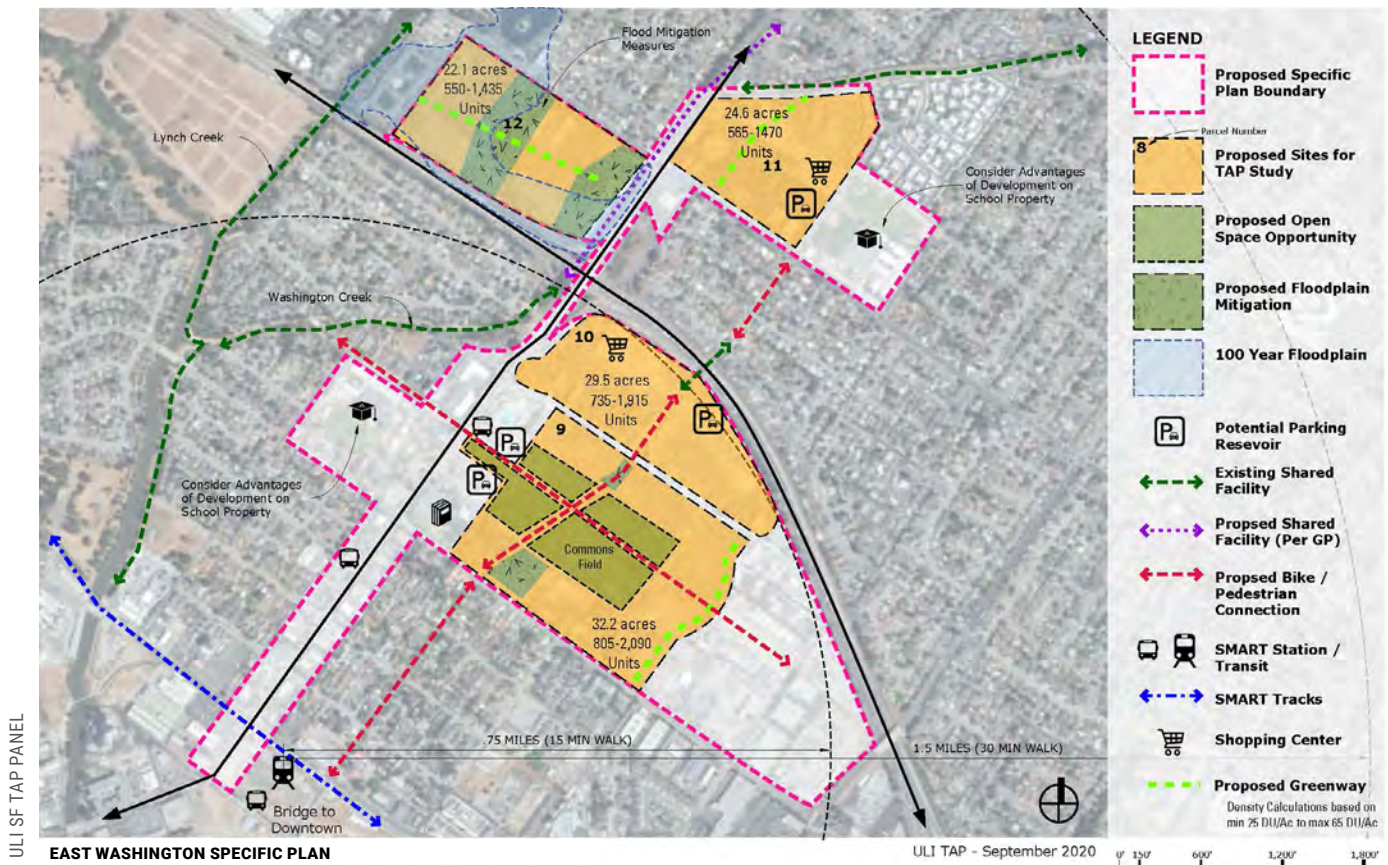 Flood Mitigation
Measures
22.1 acres
550-1,435
Units
12
Lynch Creek
24.6 acres
565-1470
Units
11
Consider Advantages
of Development on
School Property
Washington Creek
10
29.5 acres
735-1,915
Units
9
Consider Advantages
of Development on
School Property
Commons
Field
32.2 acres
805-2,090
Units
.75 MILES (15 MIN WALK)
1.5 MILES (30 MIN WALK)
Bridge to
Downtown
P
P
P
P
LEGEND
Proposed Specific
Plan Boundary
Parcel Number
8
Proposed Sites for
TAP Study
Proposed Open
Space Opportunity
Proposed Floodplain
Mitigation
100 Year Floodplain
P
Potential Parking
Resevoir
Existing Shared
Facility
Propsed Shared
Facility (Per GP)
Propsed Bike /
Pedestrian
Connection
SMART Station /
Transit
SMART Tracks
Shopping Center
Proposed Greenway
Density Calculations based on
min 25 DU/Ac to max 65 DU/Ac
0' 150' 600' 1,200' 1,800'
ULI SF TAP PANEL
EAST WASHINGTON SPECIFIC PLAN
ULI TAP - September 2020